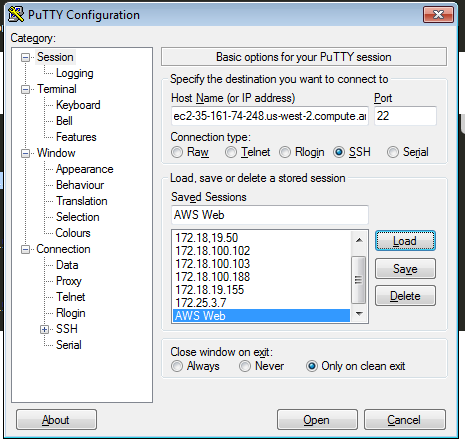 PuTTY Configuration
Category:
Session
Logging
Terminal
Keyboard
Bell
Features
Window
Appearance
Behaviour
Translation
Selection
Colours
Connection
Data
Proxy
Telnet
Rlogin
SSH
Serial
Basic options for your PuTTY session
Specify the destination you want to connect to
Host Name (or IP address) Port
ec2-35-161-74-248.us-west-2.compute.a 22
Connection type:
Raw Telnet Rlogin SSH Serial
Load, save or delete a stored session
Saved Sessions
AWS Web
172.18.19.50
172.18.100.102
172.18.100.103
172.18.100.188
172.18.19.155
172.25.3.7
AWS Web
Load
Save
Delete
Close window on exit:
Always Never Only on clean exit
About Open Cancel